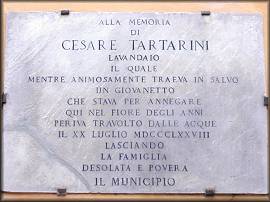 ALLA MEMORIA
DI
CESARE TARTARINI
LAVANDAIO
IL QUALE
MENTRE ANIMOSAMENTE TRAEVA IN SALVO
UN GIOVANETTO
CHE STAVA PER ANNEGARE
QUI NEL FIORE DEGLI ANNI
PERIVA TRAVOLTO DALLE ACQUE
IL XX LUGLIO MDCCCLXXVIII
LASCIANDO
LA FAMIGLIA
DESOLATA E POVERA
IL MUNICIPIO